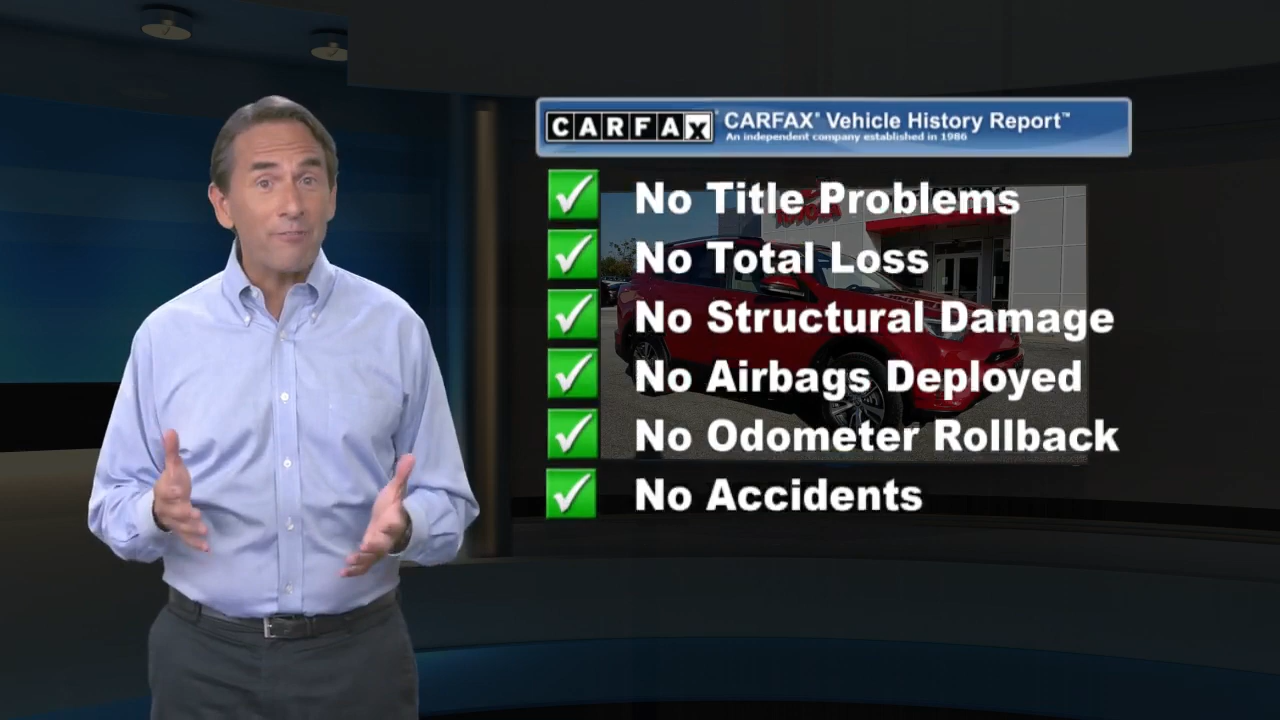 CARFAX
CARFAX® Vehicle History Report™
An independent company established in 1986
No Title Problems
No Total Loss
No Structural Damage
No Airbags Deployed
No Odometer Rollback
No Accidents